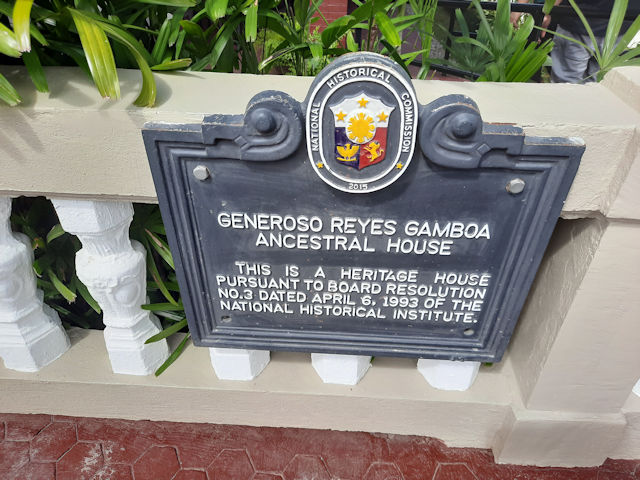 NATIONAL HISTORICAL COMMISSION
2015
GENEROSO REYES GAMBOA
ANCESTRAL HOUSE
THIS IS A HERITAGE HOUSE
PURSUANT TO BOARD RESOLUTION
NO.3 DATED APRIL 6, 1993 OF THE
NATIONAL HISTORICAL INSTITUTE.